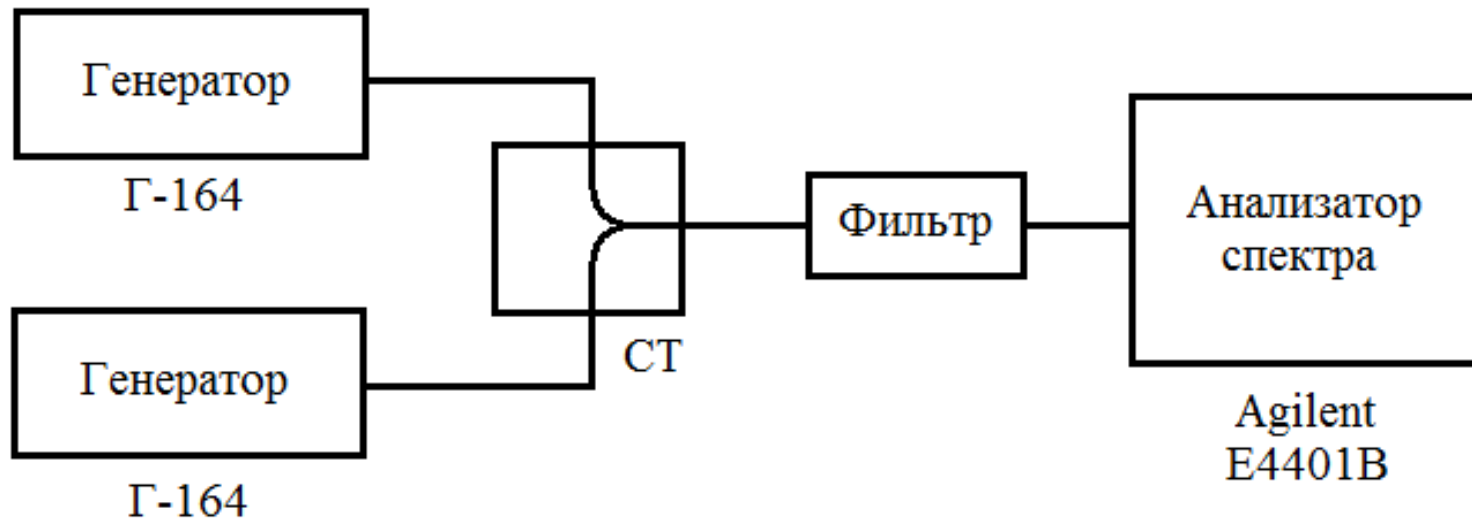 Генератор
Г-164
СТ
Фильтр
Анализатор
спектра
Agilent
E4401B
Генератор
Г-164